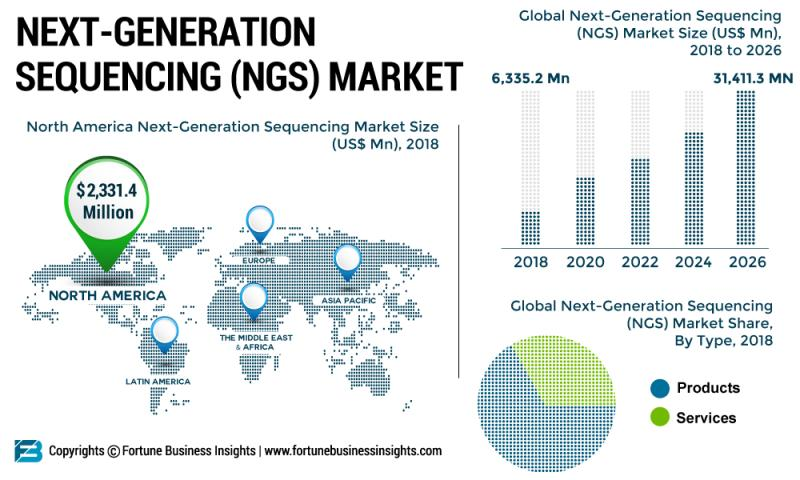 NEXT-GENERATION
SEQUENCING (NGS) MARKET
North America Next-Generation Sequencing Market Size
(US$ Mn), 2018
$2,331.4
Million
NORTH AMERICA
EUROPE
ASIA PACIFIC
THE MIDDLE EAST
& AFRICA
LATIN AMERICA
Global Next-Generation Sequencing
(NGS) Market Size (US$ Mn),
2018 to 2026
6,335.2 Mn 31,411.3 MN
2018 2020 2022 2024 2026
Global Next-Generation Sequencing
(NGS) Market Share,
By Type, 2018
Products
Services
Copyrights © Fortune Business Insights | www.fortunebusinessinsights.com